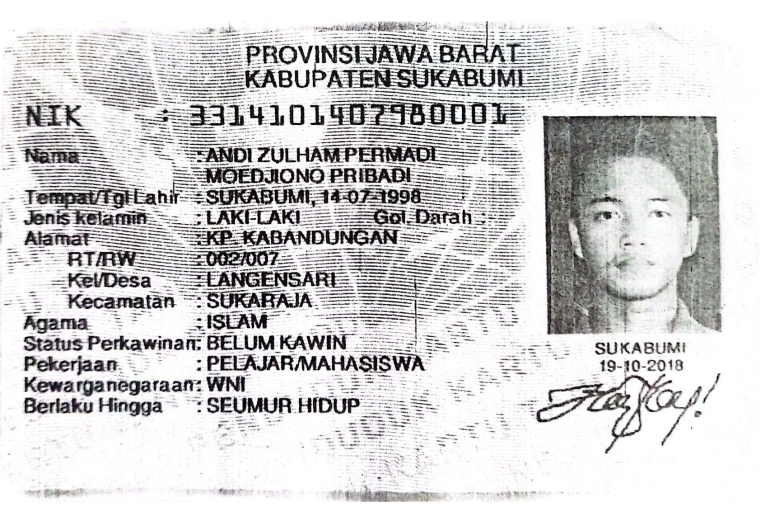 PROVINSI JAWA BARAT
KABUPATEN SUKABUMI
NIK : 3314101407980001
Nama : ANDI ZULHAM PERMADI
MOEDJIONO PRIBADI
Tempat/Tgl Lahir : SUKABUMI, 14-07-1998
Jenis kelamin : LAKI-LAKI Gol. Darah :-
Alamat : KP. KABANDUNGAN
RT/RW : 002/007
Kel/Desa : LANGENSARI
Kecamatan : SUKARAJA
Agama : ISLAM
Status Perkawinan: BELUM KAWIN
Pekerjaan : PELAJAR/MAHASISWA
Kewarganegaraan: WNI
Berlaku Hingga : SEUMUR HIDUP
SUKABUMI
19-10-2018